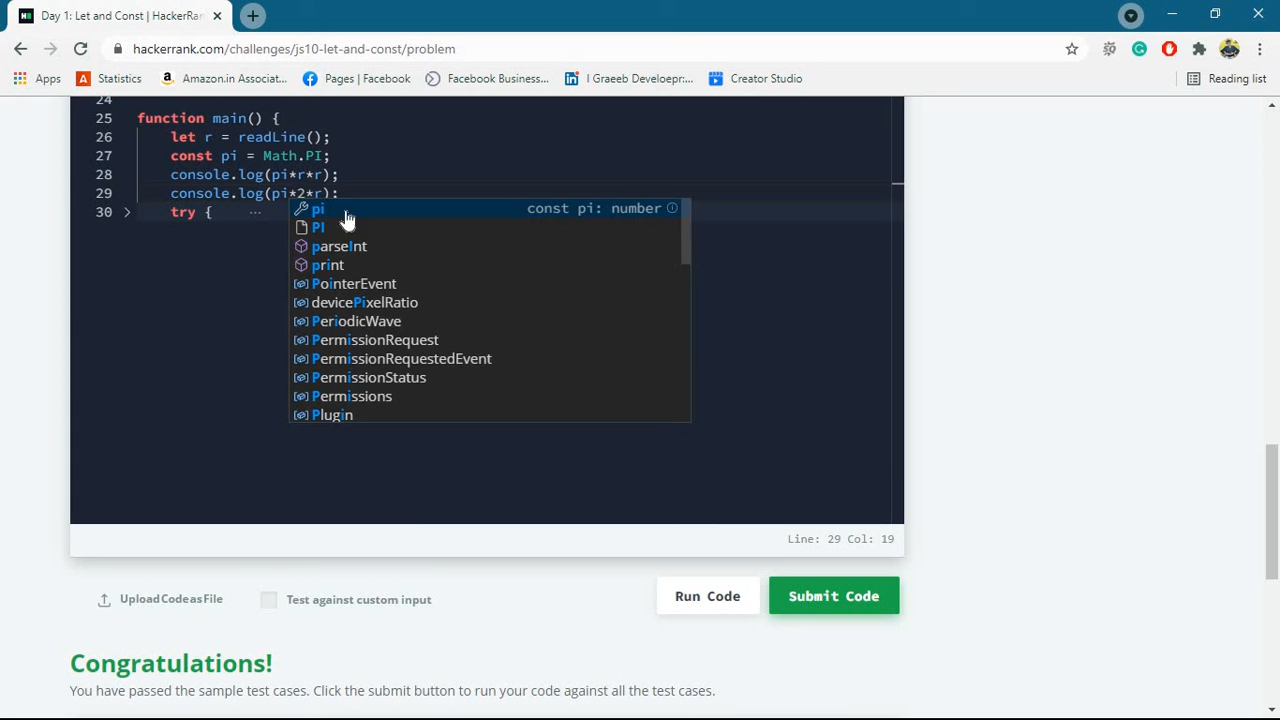 Day 1: Let and Const | HackerRan
hackerrank.com/challenges/js10-let-and-const/problem
Apps Statistics Amazon.in Associat... Pages | Facebook Facebook Business... I Graeeb Develoepr:... Creator Studio Reading list
24
25 function main() {
26 let r = readLine();
27 const pi = Math.PI;
28 console.log(pi*r*r);
29 console.log(pi*2*r);
30 try { ...
pi const pi: number
PI
parseInt
print
PointerEvent
devicePixelRatio
PeriodicWave
PermissionRequest
PermissionRequestedEvent
PermissionStatus
Permissions
Plugin
Line: 29 Col: 19
Upload Code as File Test against custom input Run Code Submit Code
Congratulations!
You have passed the sample test cases. Click the submit button to run your code against all the test cases.